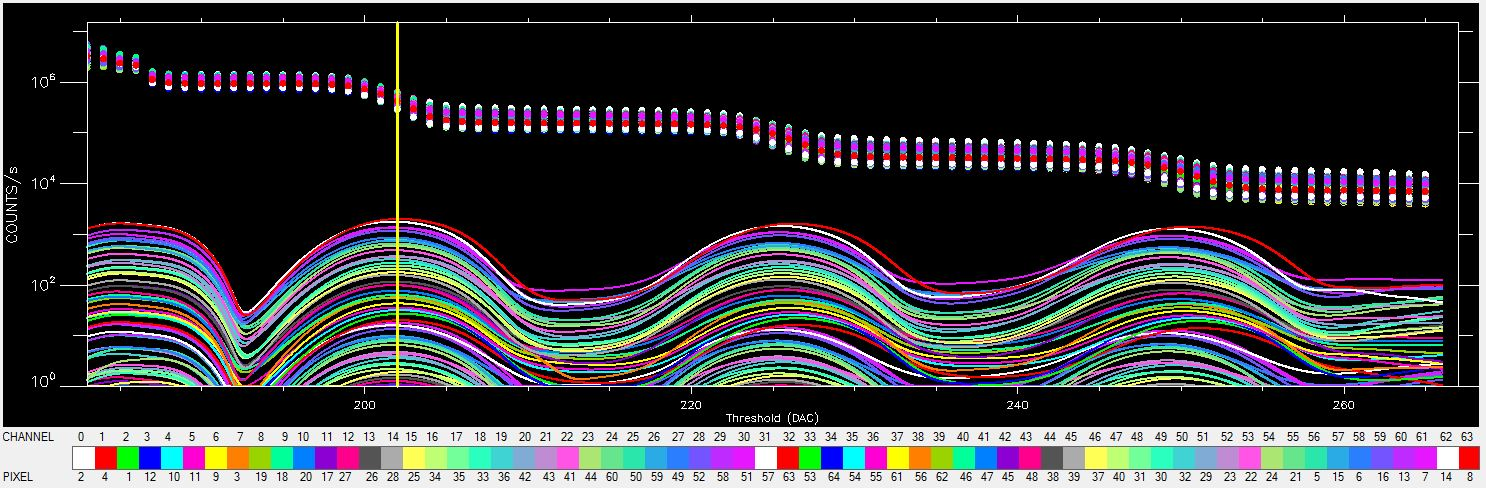 10⁶
10⁴
10²
10⁰
COUNTS/s
200 220 240 260
Threshold (DAC)
CHANNEL 0 1 2 3 4 5 6 7 8 9 10 11 12 13 14 15 16 17 18 19 20 21 22 23 24 25 26 27 28 29 30 31 32 33 34 35 36 37 38 39 40 41 42 43 44 45 46 47 48 49 50 51 52 53 54 55 56 57 58 59 60 61 62 63
PIXEL 2 4 1 12 10 11 9 3 19 18 20 17 27 26 28 25 34 35 33 36 42 43 41 44 60 50 59 49 52 58 51 57 63 53 64 54 55 61 56 62 46 47 45 48 38 39 37 40 31 30 32 29 23 22 24 21 5 15 6 16 13 7 14 8